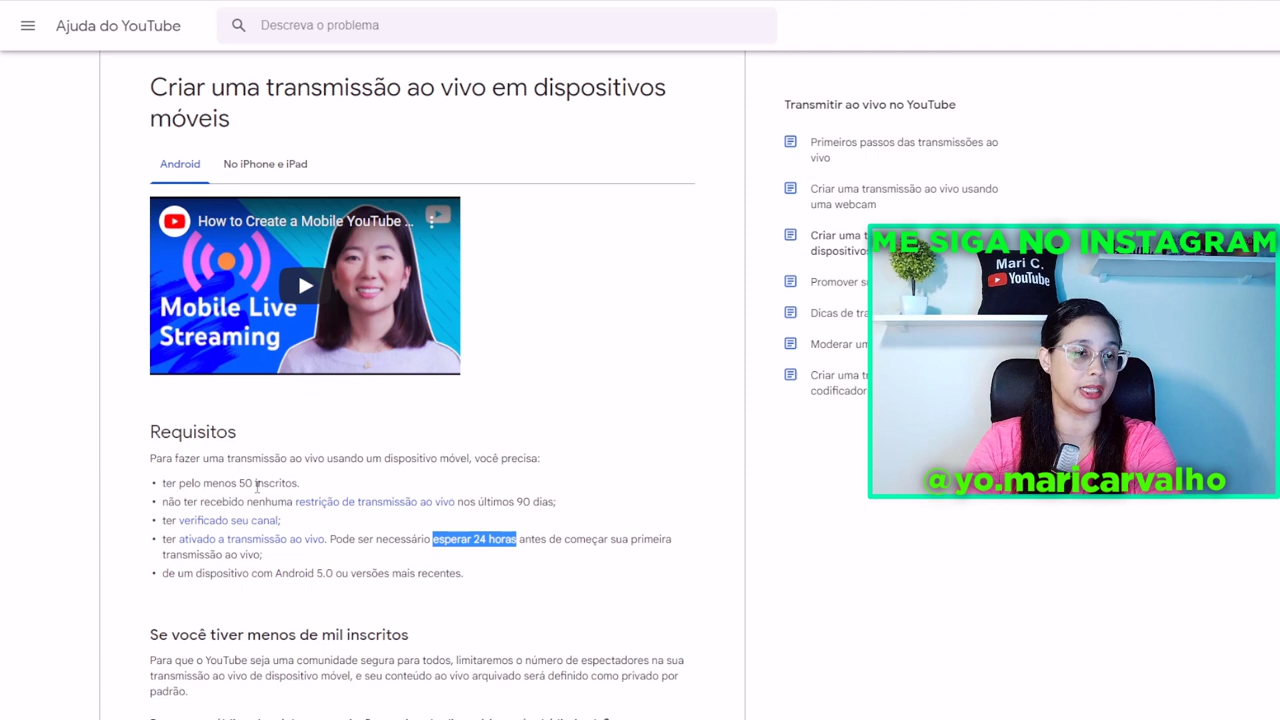 Ajuda do YouTube
Descreva o problema
Criar uma transmissão ao vivo em dispositivos
móveis
Android
No iPhone e iPad
How to Create a Mobile YouTube ...
Mobile Live
Streaming
Requisitos
Para fazer uma transmissão ao vivo usando um dispositivo móvel, você precisa:
• ter pelo menos 50 inscritos.
• não ter recebido nenhuma restrição de transmissão ao vivo nos últimos 90 dias;
• ter verificado seu canal;
• ter ativado a transmissão ao vivo. Pode ser necessário esperar 24 horas antes de começar sua primeira
transmissão ao vivo;
• de um dispositivo com Android 5.0 ou versões mais recentes.
Se você tiver menos de mil inscritos
Para que o YouTube seja uma comunidade segura para todos, limitaremos o número de espectadores na sua
transmissão ao vivo de dispositivo móvel, e seu conteúdo ao vivo arquivado será definido como privado por
padrão.
Transmitir ao vivo no YouTube
Primeiros passos das transmissões ao
vivo
Criar uma transmissão ao vivo usando
uma webcam
Criar uma
Promover
Dicas de
Moderar
Criar uma
ME SIGA NO INSTAGRAM
Mari C.
YouTube
@yo.maricarvalho